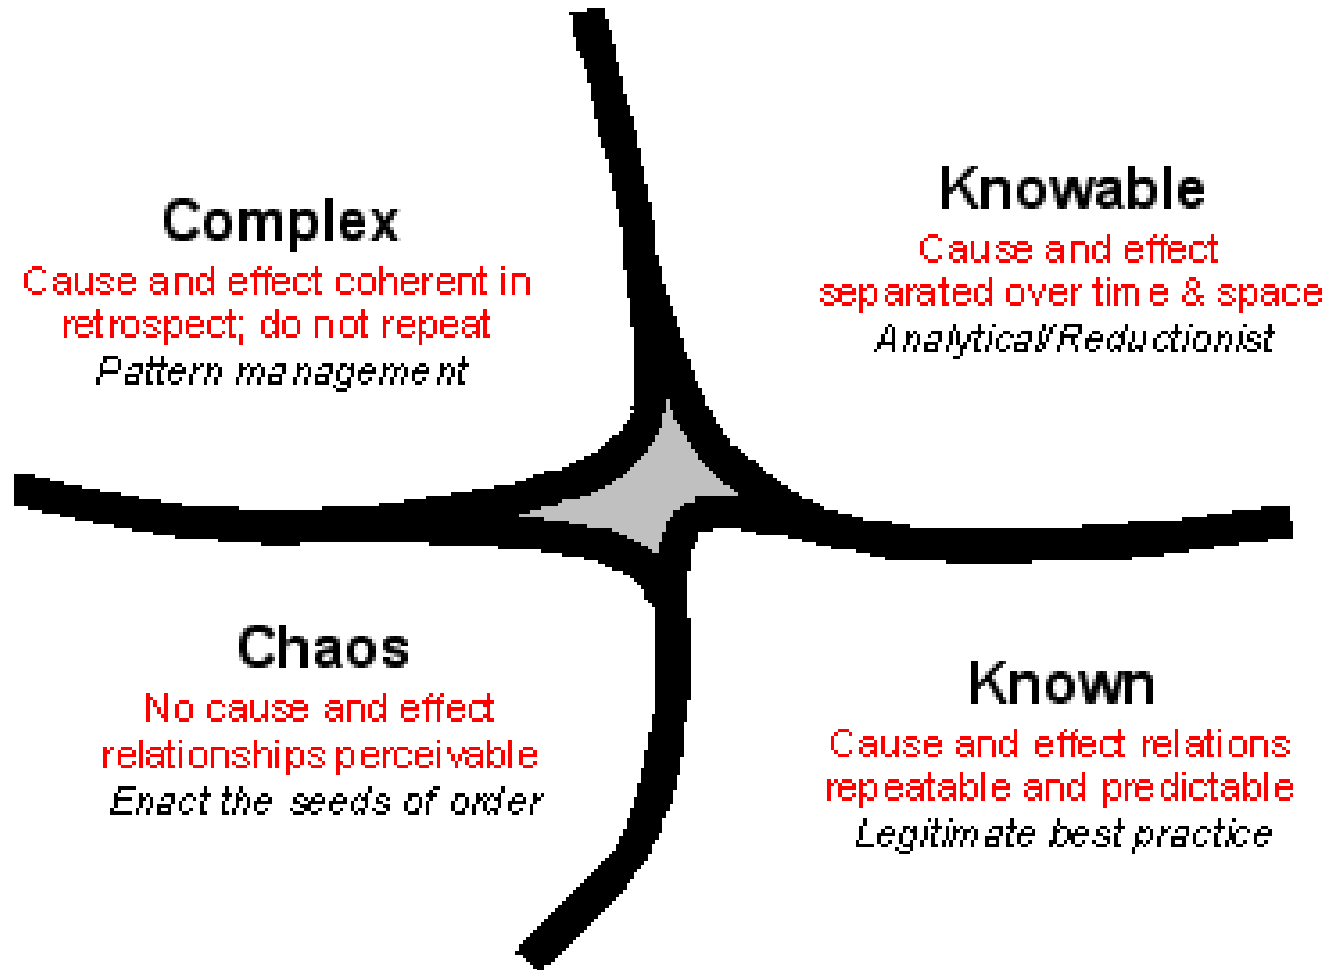 Complex
Cause and effect coherent in
retrospect; do not repeat
Pattern management
Knowable
Cause and effect
separated over time & space
Analytical/Reductionist
Chaos
No cause and effect
relationships perceivable
Enact the seeds of order
Known
Cause and effect relations
repeatable and predictable
Legitimate best practice